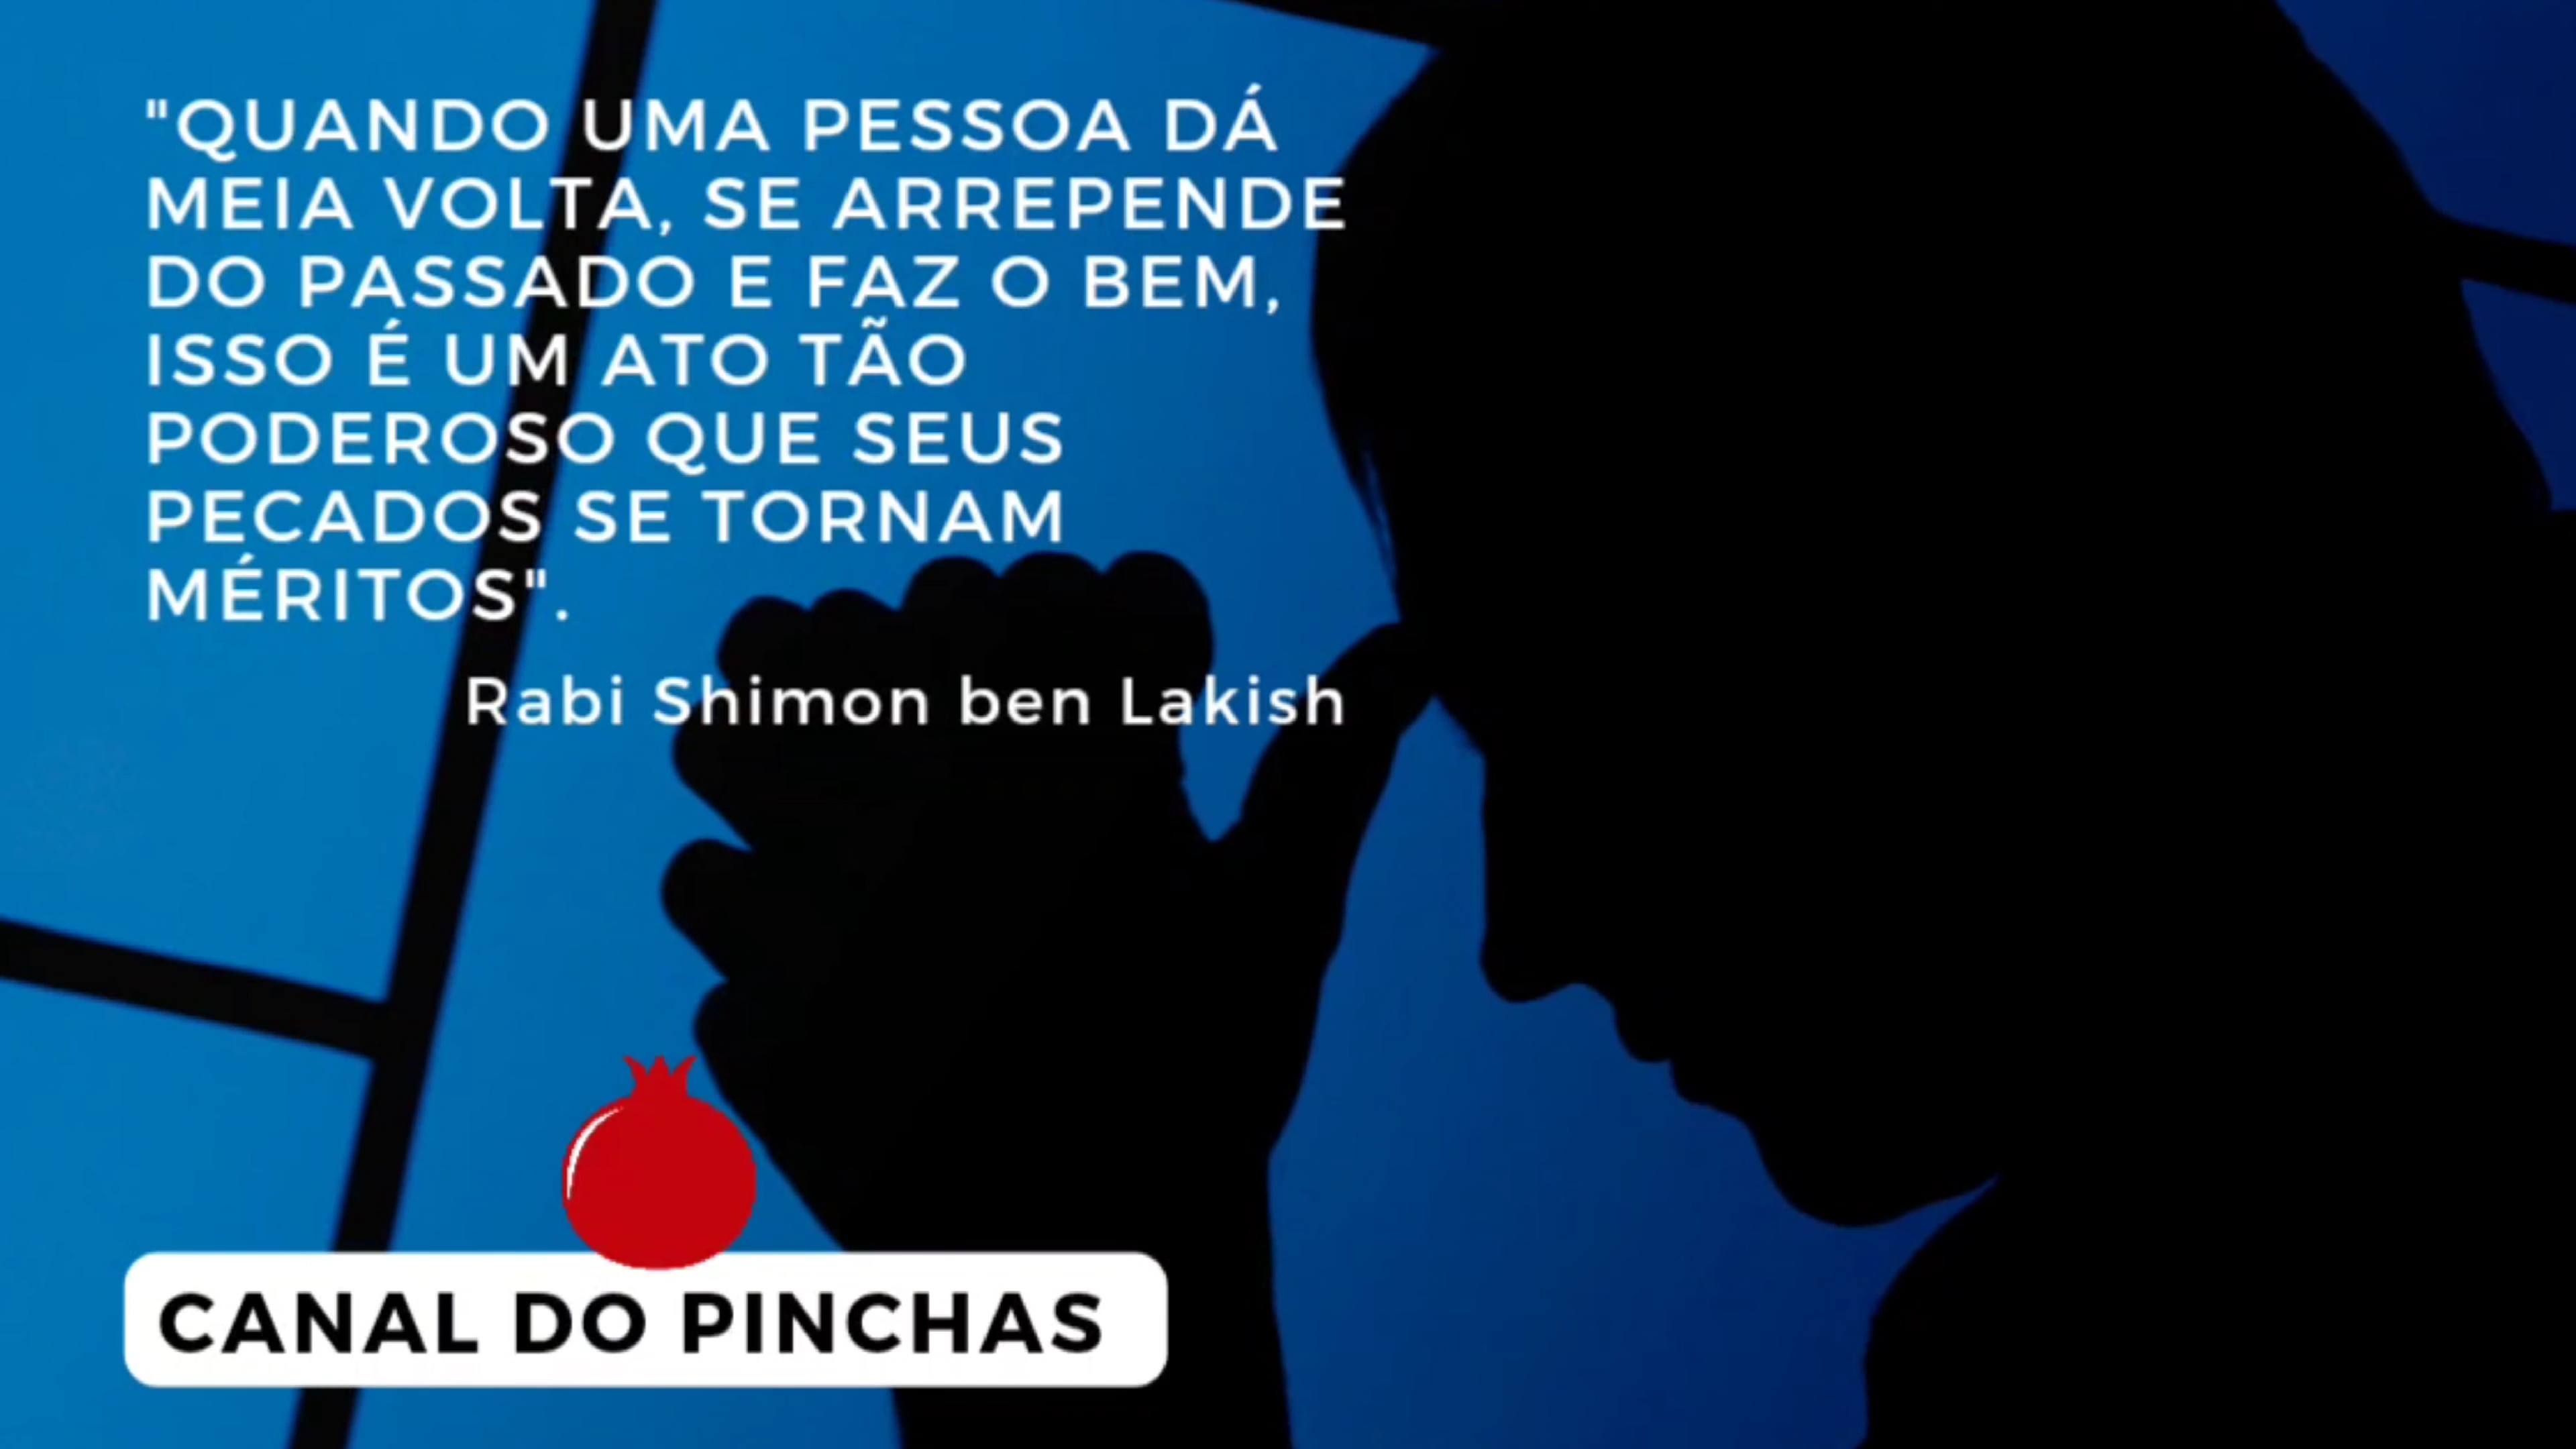 "QUANDO UMA PESSOA DÁ
MEIA VOLTA, SE ARREPENDE
DO PASSADO E FAZ O BEM,
ISSO É UM ATO TÃO
PODEROSO QUE SEUS
PECADOS SE TORNAM
MÉRITOS".
Rabi Shimon ben Lakish
CANAL DO PINCHAS